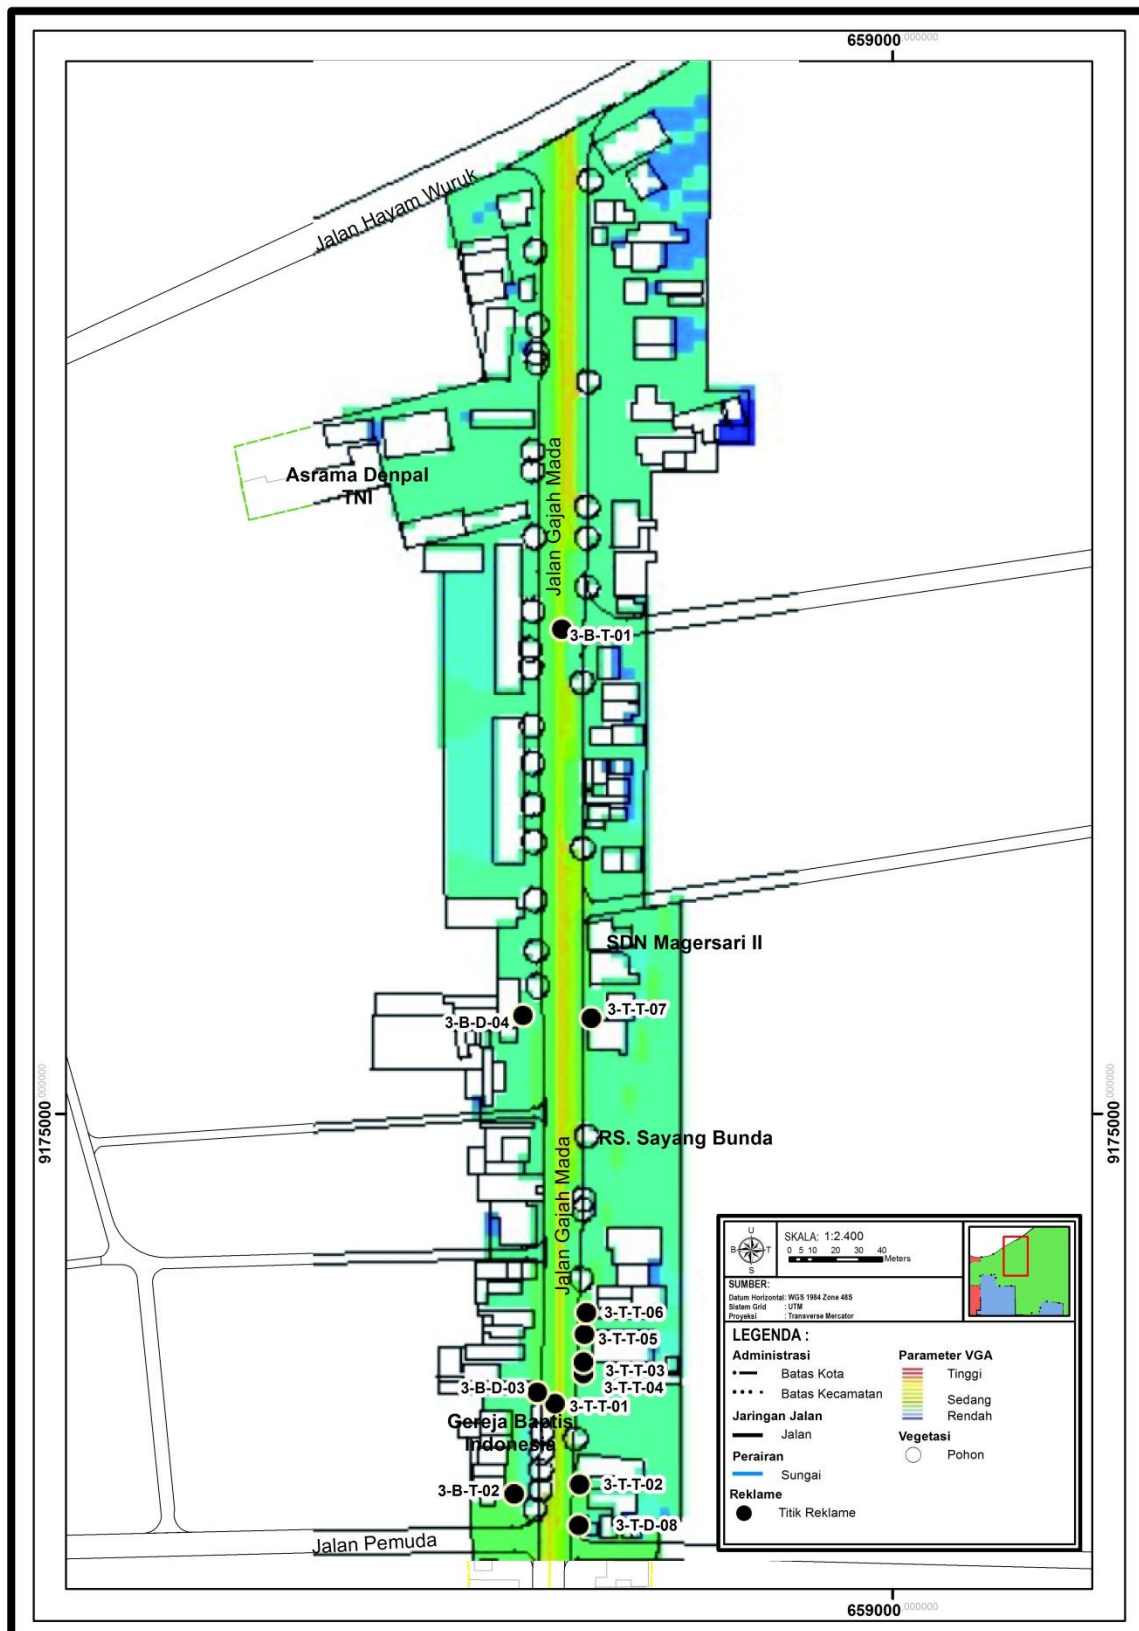 659000.000000
Jalan Hayam Wuruk
Asrama Denpal
TNI
Jalan Gajah Mada
3-B-T-01
SDN Magersari II
3-B-D-04
3-T-T-07
9175000.000000
9175000.000000
RS. Sayang Bunda
Jalan Gajah Mada
3-T-T-06
3-T-T-05
3-T-T-03
3-T-T-04
3-B-D-03
3-T-T-01
Gereja Baptis
Indonesia
3-T-T-02
3-B-T-02
3-T-D-08
Jalan Pemuda
U
B T
S
SKALA: 1:2.400
0 5 10 20 30 40
Meters
SUMBER:
Datum Horizontal: WGS 1984 Zone 48S
Sistem Grid : UTM
Proyeksi : Transverse Mercator
LEGENDA :
Administrasi
Batas Kota
Batas Kecamatan
Jaringan Jalan
Jalan
Perairan
Sungai
Reklame
Titik Reklame
Parameter VGA
Tinggi
Sedang
Rendah
Vegetasi
Pohon
659000.000000